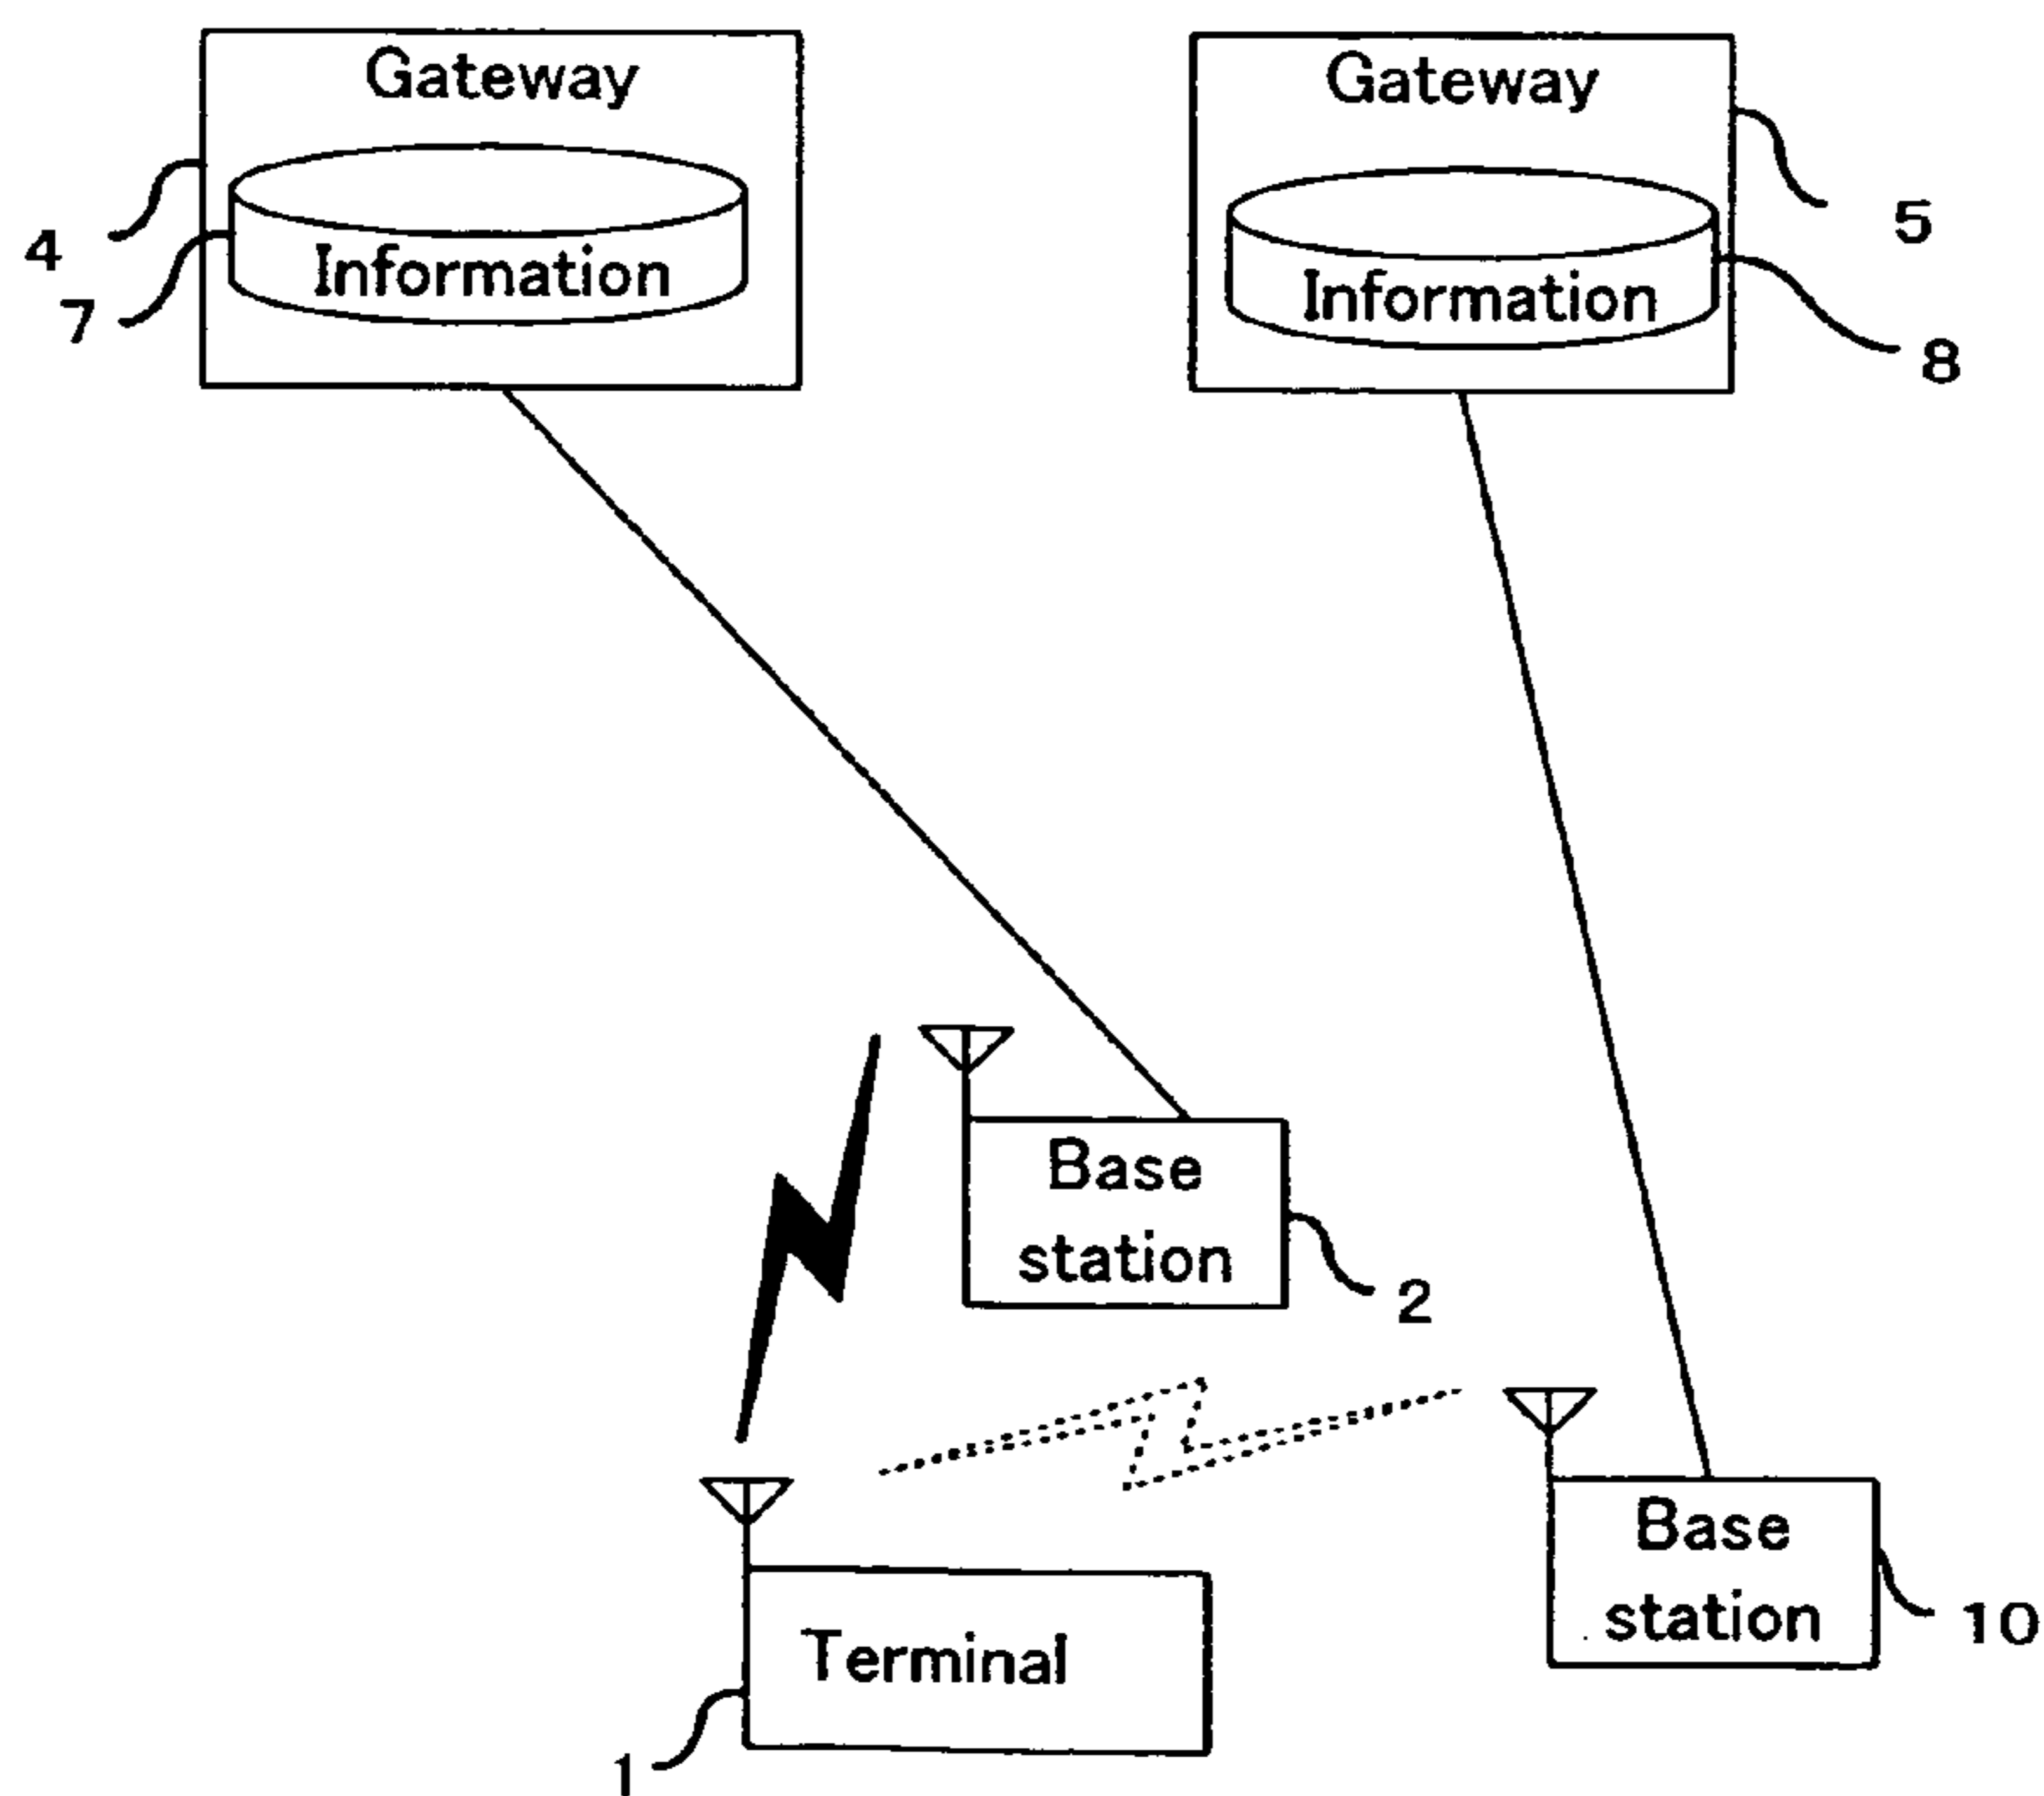 Gateway
Gateway
4
5
Information
Information
7
8
Base
station
2
Base
station
10
Terminal
1